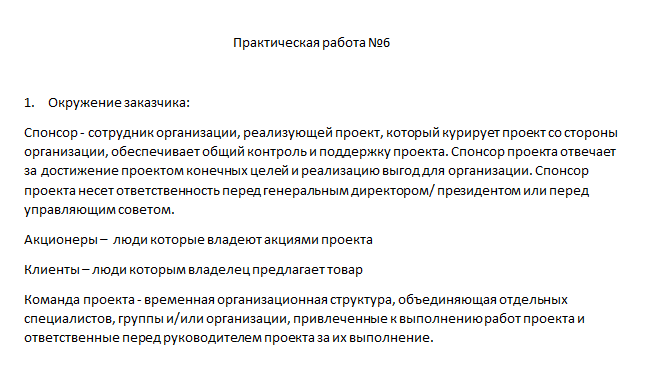 Практическая работа №6
1. Окружение заказчика:
Спонсор - сотрудник организации, реализующей проект, который курирует проект со стороны
организации, обеспечивает общий контроль и поддержку проекта. Спонсор проекта отвечает
за достижение проектом конечных целей и реализацию выгод для организации. Спонсор
проекта несет ответственность перед генеральным директором/ президентом или перед
управляющим советом.
Акционеры – люди которые владеют акциями проекта
Клиенты – люди которым владелец предлагает товар
Команда проекта - временная организационная структура, объединяющая отдельных
специалистов, группы и/или организации, привлеченные к выполнению работ проекта и
ответственные перед руководителем проекта за их выполнение.